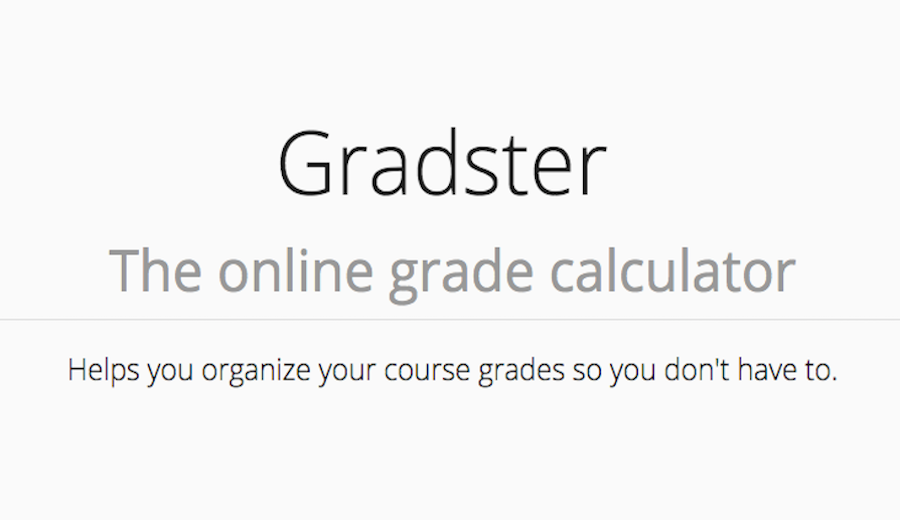 Gradster
The online grade calculator
Helps you organize your course grades so you don't have to.